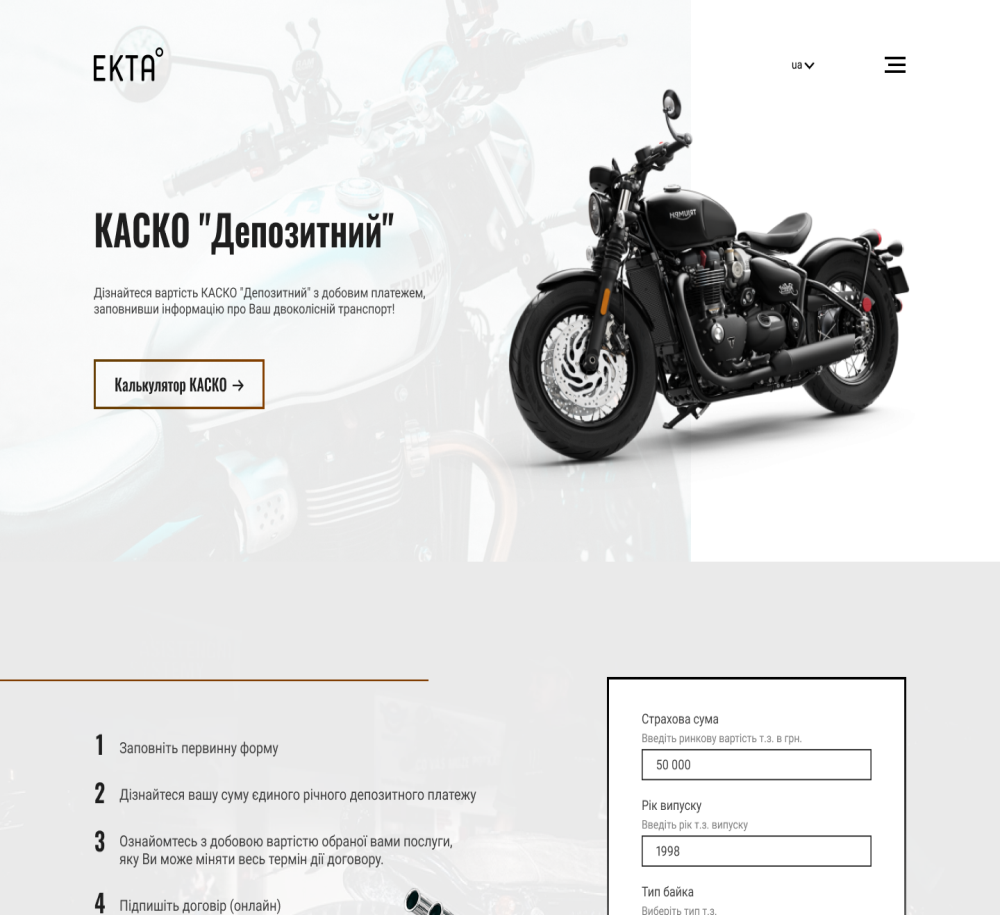 EKTA°
ua
КАСКО "Депозитний"
Дізнайтеся вартість КАСКО "Депозитний" з добовим платежем,
заповнивши інформацію про Ваш двоколісній транспорт!
Калькулятор КАСКО →
1 Заповніть первинну форму
2 Дізнайтеся вашу суму єдиного річного депозитного платежу
3 Ознайомтесь з добовою вартістю обраної вами послуги,
яку Ви може міняти весь термін дії договору.
4 Підпишіть договір (онлайн)
Страхова сума
Введіть ринкову вартість т.з. в грн.
50 000
Рік випуску
Введіть рік т.з. випуску
1998
Тип байка
Виберіть тип т.з.